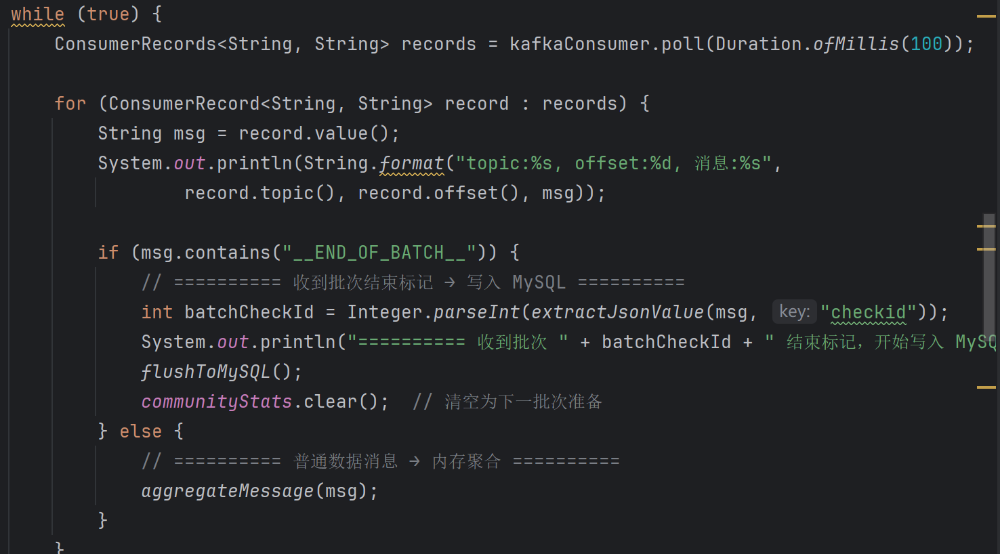 while (true) {
ConsumerRecords<String, String> records = kafkaConsumer.poll(Duration.ofMillis(100));
for (ConsumerRecord<String, String> record : records) {
String msg = record.value();
System.out.println(String.format("topic:%s, offset:%d, 消息:%s",
record.topic(), record.offset(), msg));
if (msg.contains("__END_OF_BATCH__")) {
// ========== 收到批次结束标记 → 写入 MySQL ==========
int batchCheckId = Integer.parseInt(extractJsonValue(msg, key: "checkid"));
System.out.println("========== 收到批次 " + batchCheckId + " 结束标记，开始写入 MySQ
flushToMySQL();
communityStats.clear(); // 清空为下一批次准备
} else {
// ========== 普通数据消息 → 内存聚合 ==========
aggregateMessage(msg);
}
}